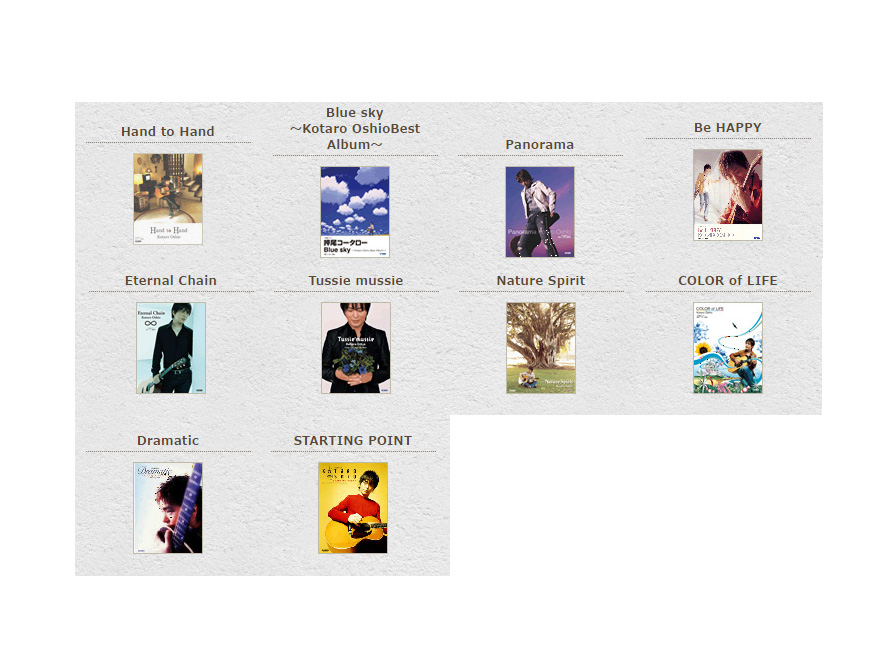 Hand to Hand
Blue sky
～Kotaro OshioBest
Album～
Panorama
Be HAPPY
Hand to Hand
Kotaro Oshio
押尾コータロー
Blue sky
Panorama
Eternal Chain
Tussie mussie
Nature Spirit
COLOR of LIFE
Eternal Chain
Kotaro Oshio
∞
Tussie mussie
Kotaro Oshio
Nature Spirit
COLOR of LIFE
Kotaro Oshio
Dramatic
STARTING POINT
Dramatic